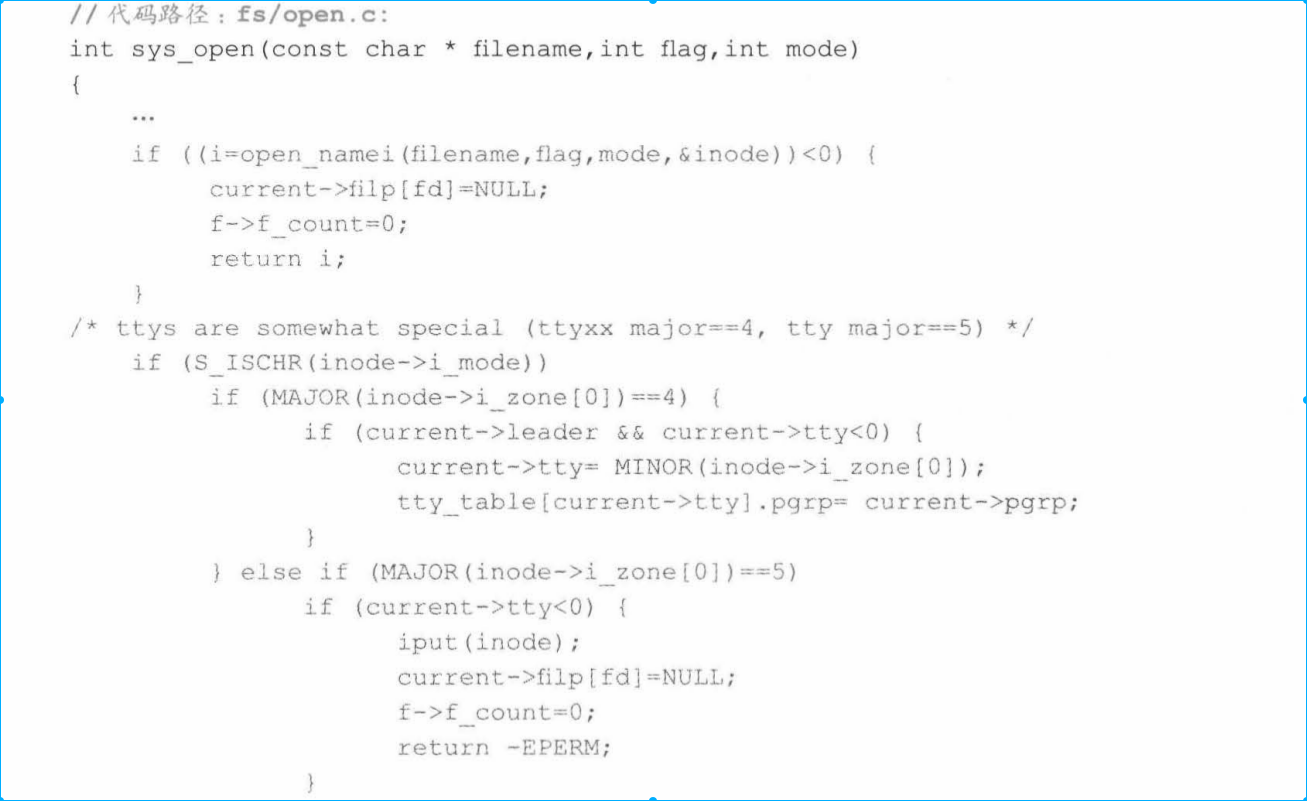 // 代码路径：fs/open.c:
int sys_open(const char * filename,int flag,int mode)
{
...
if ((i=open_namei(filename,flag,mode,&inode))<0) {
current->filp[fd]=NULL;
f->f_count=0;
return i;
}
/* ttys are somewhat special (ttyxx major==4, tty major==5) */
if (S_ISCHR(inode->i_mode))
if (MAJOR(inode->i_zone[0])==4) {
if (current->leader && current->tty<0) {
current->tty= MINOR(inode->i_zone[0]);
tty_table[current->tty].pgrp= current->pgrp;
}
} else if (MAJOR(inode->i_zone[0])==5)
if (current->tty<0) {
iput(inode);
current->filp[fd]=NULL;
f->f_count=0;
return -EPERM;
}